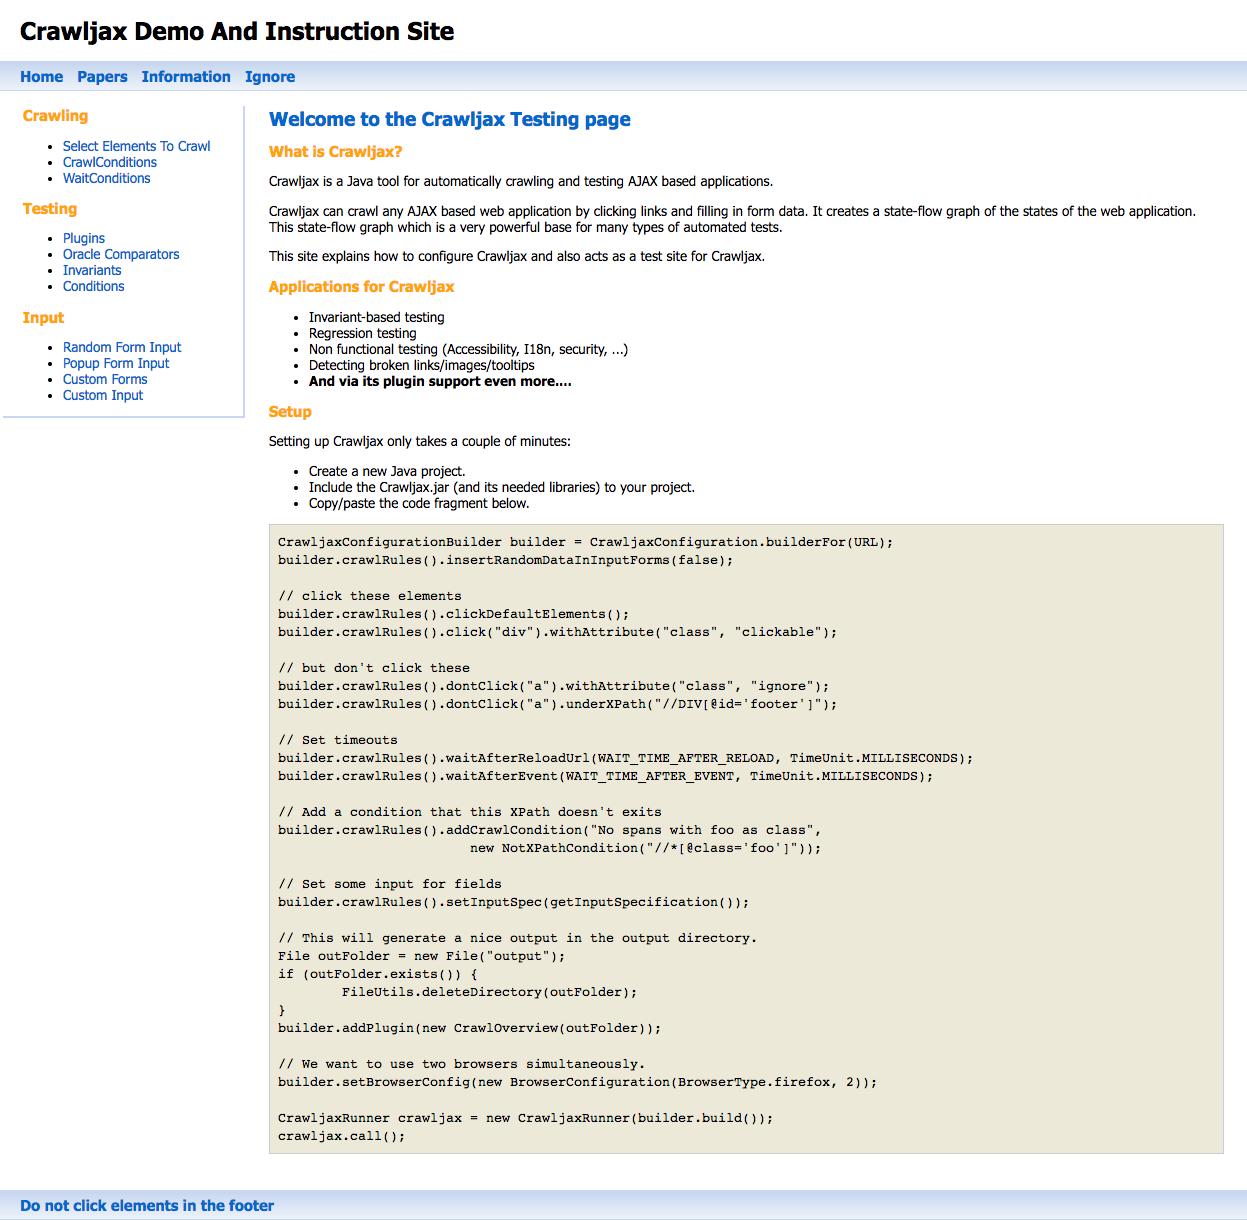 Crawljax Demo And Instruction Site
Home Papers Information Ignore
Crawling
Select Elements To Crawl
CrawlConditions
WaitConditions
Testing
Plugins
Oracle Comparators
Invariants
Conditions
Input
Random Form Input
Popup Form Input
Custom Forms
Custom Input
Welcome to the Crawljax Testing page
What is Crawljax?
Crawljax is a Java tool for automatically crawling and testing AJAX based applications.
Crawljax can crawl any AJAX based web application by clicking links and filling in form data. It creates a state-flow graph of the states of the web application.
This state-flow graph which is a very powerful base for many types of automated tests.
This site explains how to configure Crawljax and also acts as a test site for Crawljax.
Applications for Crawljax
Invariant-based testing
Regression testing
Non functional testing (Accessibility, I18n, security, ...)
Detecting broken links/images/tooltips
And via its plugin support even more....
Setup
Setting up Crawljax only takes a couple of minutes:
Create a new Java project.
Include the Crawljax.jar (and its needed libraries) to your project.
Copy/paste the code fragment below.
CrawljaxConfigurationBuilder builder = CrawljaxConfiguration.builderFor(URL);
builder.crawlRules().insertRandomDataInInputForms(false);
// click these elements
builder.crawlRules().clickDefaultElements();
builder.crawlRules().click("div").withAttribute("class", "clickable");
// but don't click these
builder.crawlRules().dontClick("a").withAttribute("class", "ignore");
builder.crawlRules().dontClick("a").underXPath("//DIV[@id='footer']");
// Set timeouts
builder.crawlRules().waitAfterReloadUrl(WAIT_TIME_AFTER_RELOAD, TimeUnit.MILLISECONDS);
builder.crawlRules().waitAfterEvent(WAIT_TIME_AFTER_EVENT, TimeUnit.MILLISECONDS);
// Add a condition that this XPath doesn't exits
builder.crawlRules().addCrawlCondition("No spans with foo as class",
new NotXPathCondition("//*[@class='foo']"));
// Set some input for fields
builder.crawlRules().setInputSpec(getInputSpecification());
// This will generate a nice output in the output directory.
File outFolder = new File("output");
if (outFolder.exists()) {
FileUtils.deleteDirectory(outFolder);
}
builder.addPlugin(new CrawlOverview(outFolder));
// We want to use two browsers simultaneously.
builder.setBrowserConfig(new BrowserConfiguration(BrowserType.firefox, 2));
CrawljaxRunner crawljax = new CrawljaxRunner(builder.build());
crawljax.call();
Do not click elements in the footer